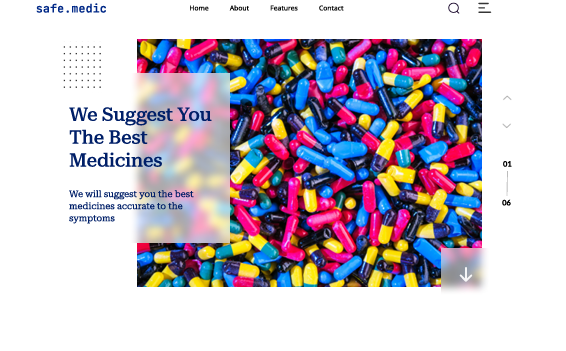 safe.medic
Home About Features Contact
We Suggest You
The Best
Medicines
We will suggest you the best
medicines accurate to the
symptoms
01
06